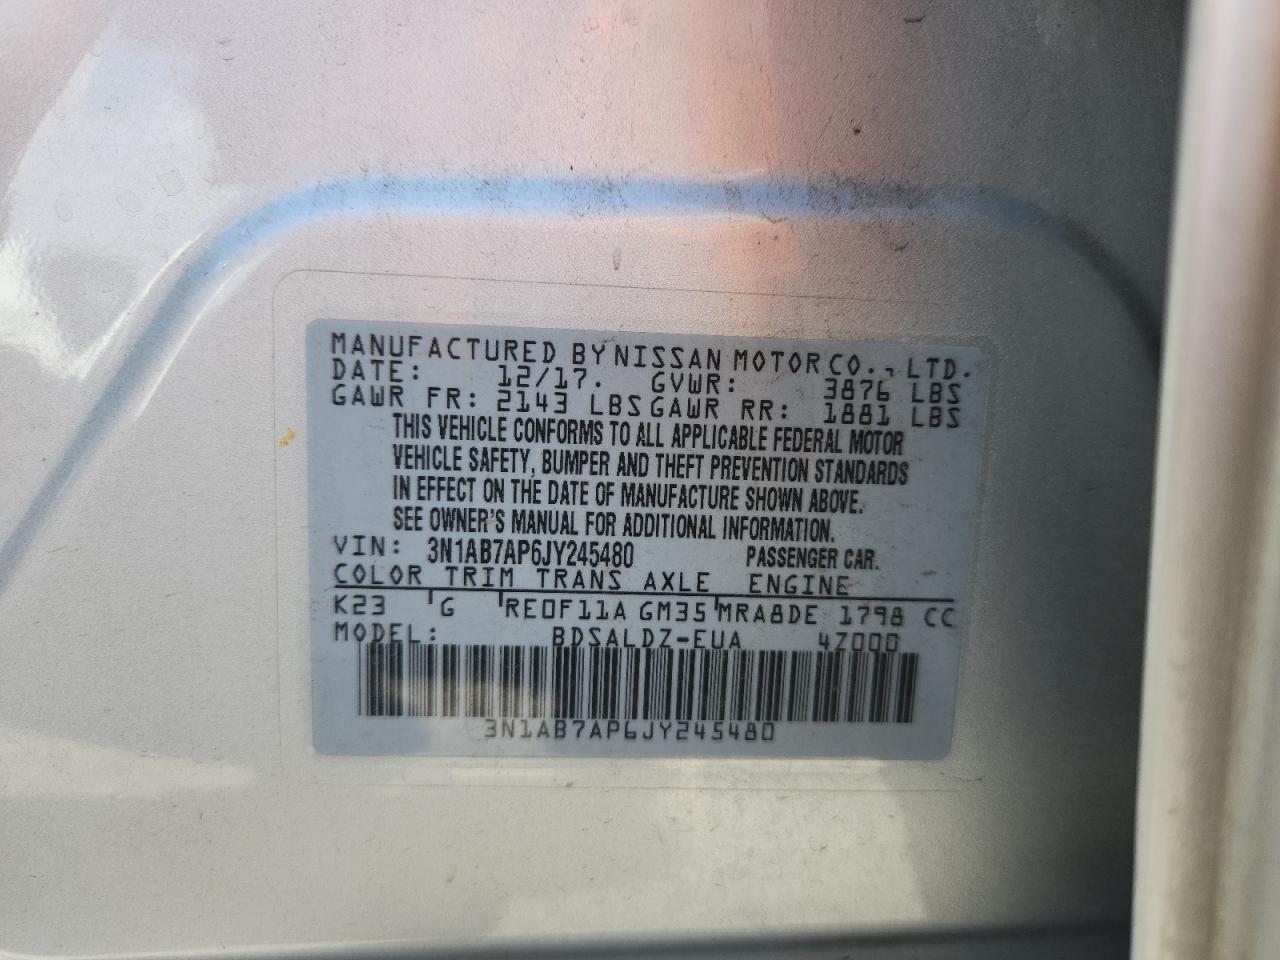 MANUFACTURED BY NISSAN MOTOR CO., LTD.
DATE: 12/17. GVWR: 3876 LBS
GAWR FR: 2143 LBS GAWR RR: 1881 LBS
THIS VEHICLE CONFORMS TO ALL APPLICABLE FEDERAL MOTOR
VEHICLE SAFETY, BUMPER AND THEFT PREVENTION STANDARDS
IN EFFECT ON THE DATE OF MANUFACTURE SHOWN ABOVE.
SEE OWNER'S MANUAL FOR ADDITIONAL INFORMATION.
VIN: 3N1AB7AP6JY245480 PASSENGER CAR.
COLOR TRIM TRANS AXLE ENGINE
K23 G RE0F11A GM35 MRA8DE 1798 CC
MODEL: BDSALDZ-EUA 4Z000
3N1AB7AP6JY245480